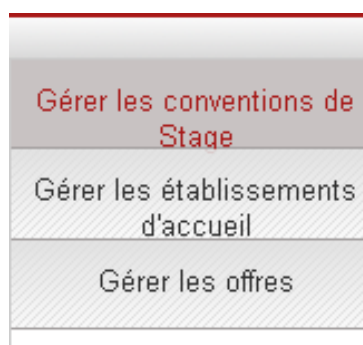 Gérer les conventions de
Stage
Gérer les établissements
d'accueil
Gérer les offres